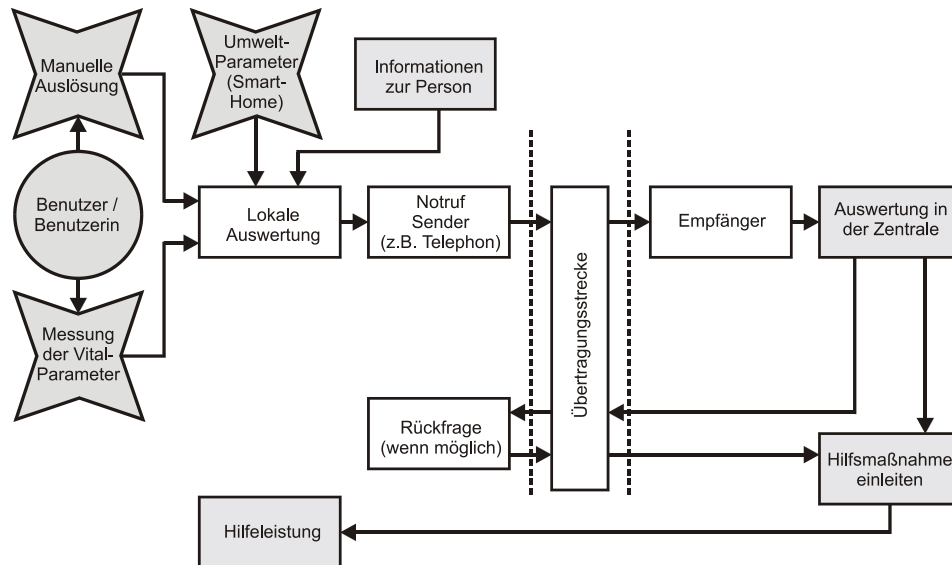 Manuelle
Auslösung
Umwelt-
Parameter
(Smart-
Home)
Informationen
zur Person
Benutzer /
Benutzerin
Lokale
Auswertung
Notruf
Sender
(z.B. Telephon)
Übertragungsstrecke
Empfänger
Auswertung in
der Zentrale
Messung
der Vital-
Parameter
Rückfrage
(wenn möglich)
Hilfsmaßnahme
einleiten
Hilfeleistung